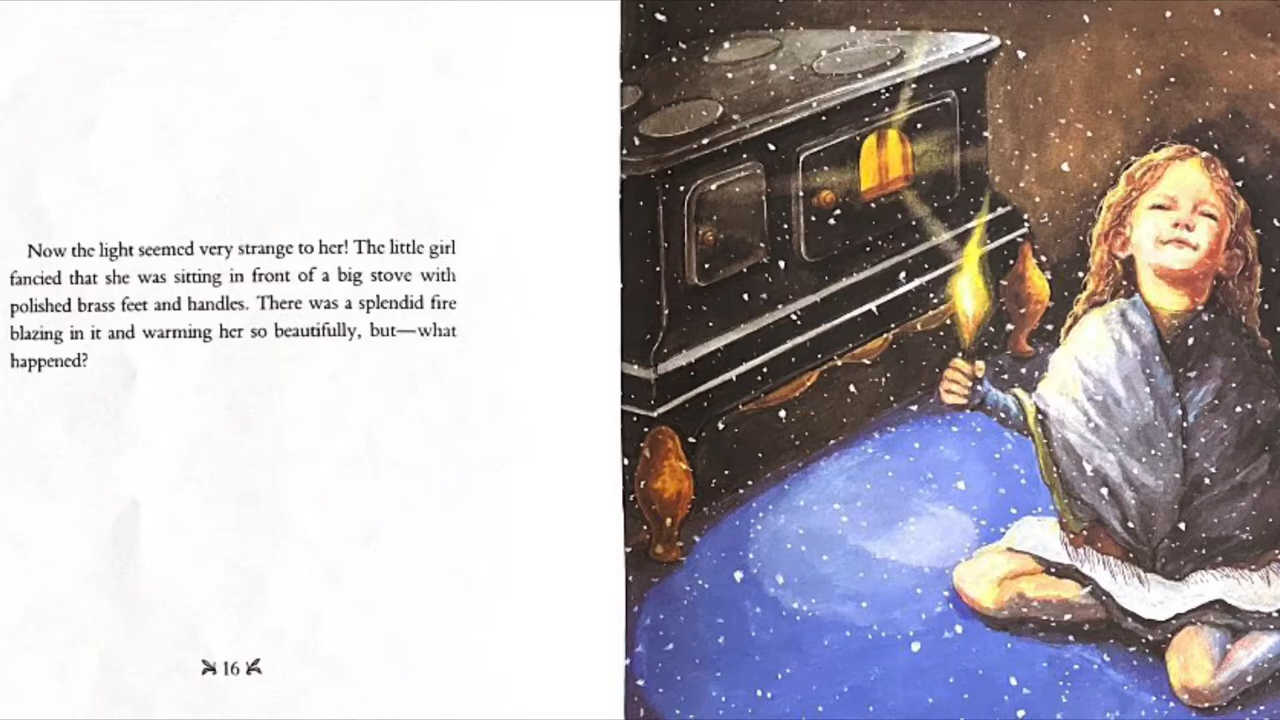 Now the light seemed very strange to her! The little girl
fancied that she was sitting in front of a big stove with
polished brass feet and handles. There was a splendid fire
blazing in it and warming her so beautifully, but—what
happened?
16